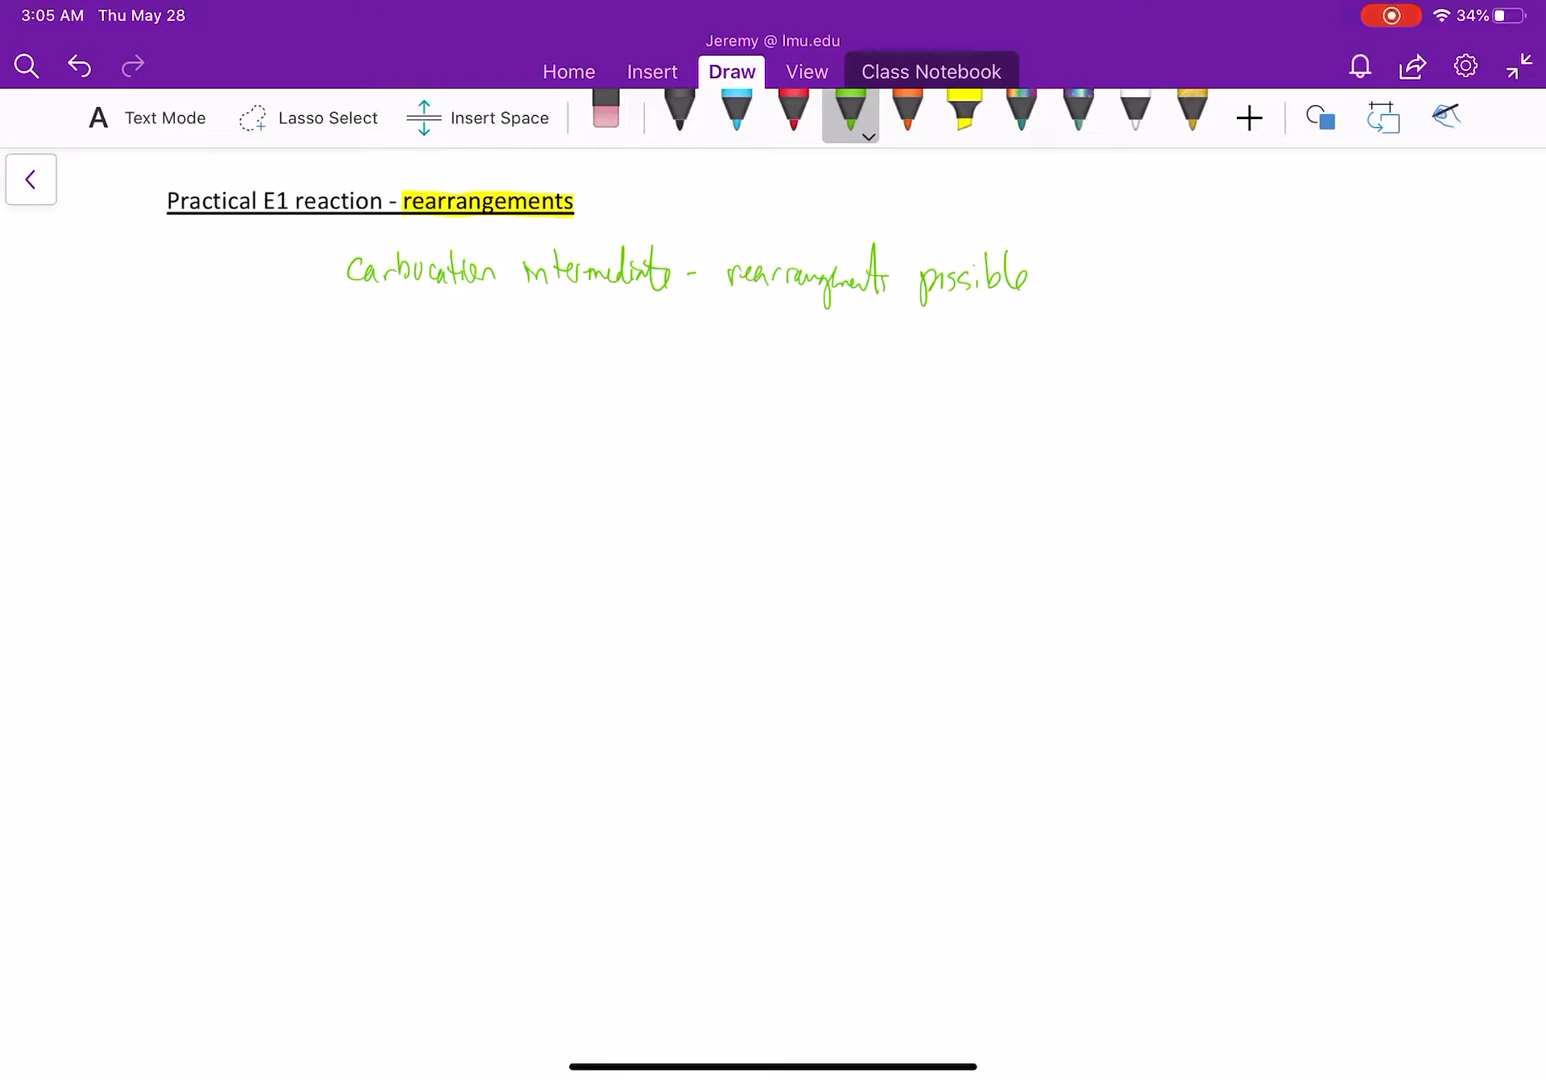 3:05 AM Thu May 28
34%
Jeremy @ lmu.edu
Home Insert Draw View Class Notebook
A Text Mode Lasso Select Insert Space
Practical E1 reaction - rearrangements
carbocation intermediate - rearrangments possible